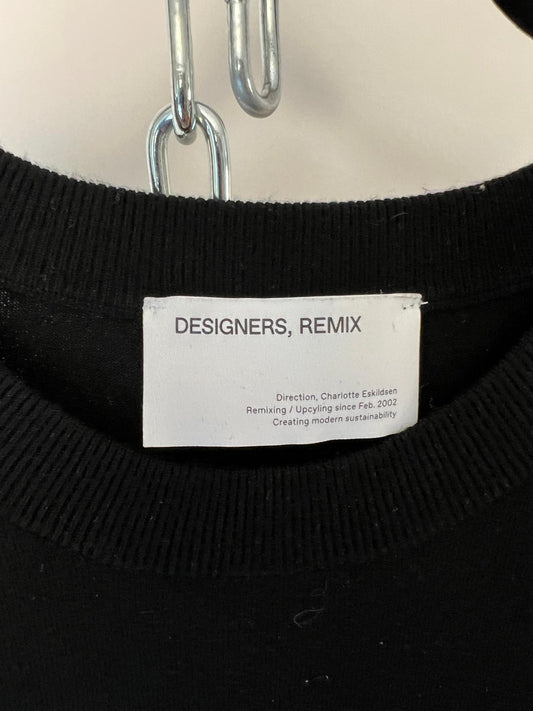 DESIGNERS, REMIX
Direction, Charlotte Eskildsen
Remixing / Upcyling since Feb. 2002
Creating modern sustainability